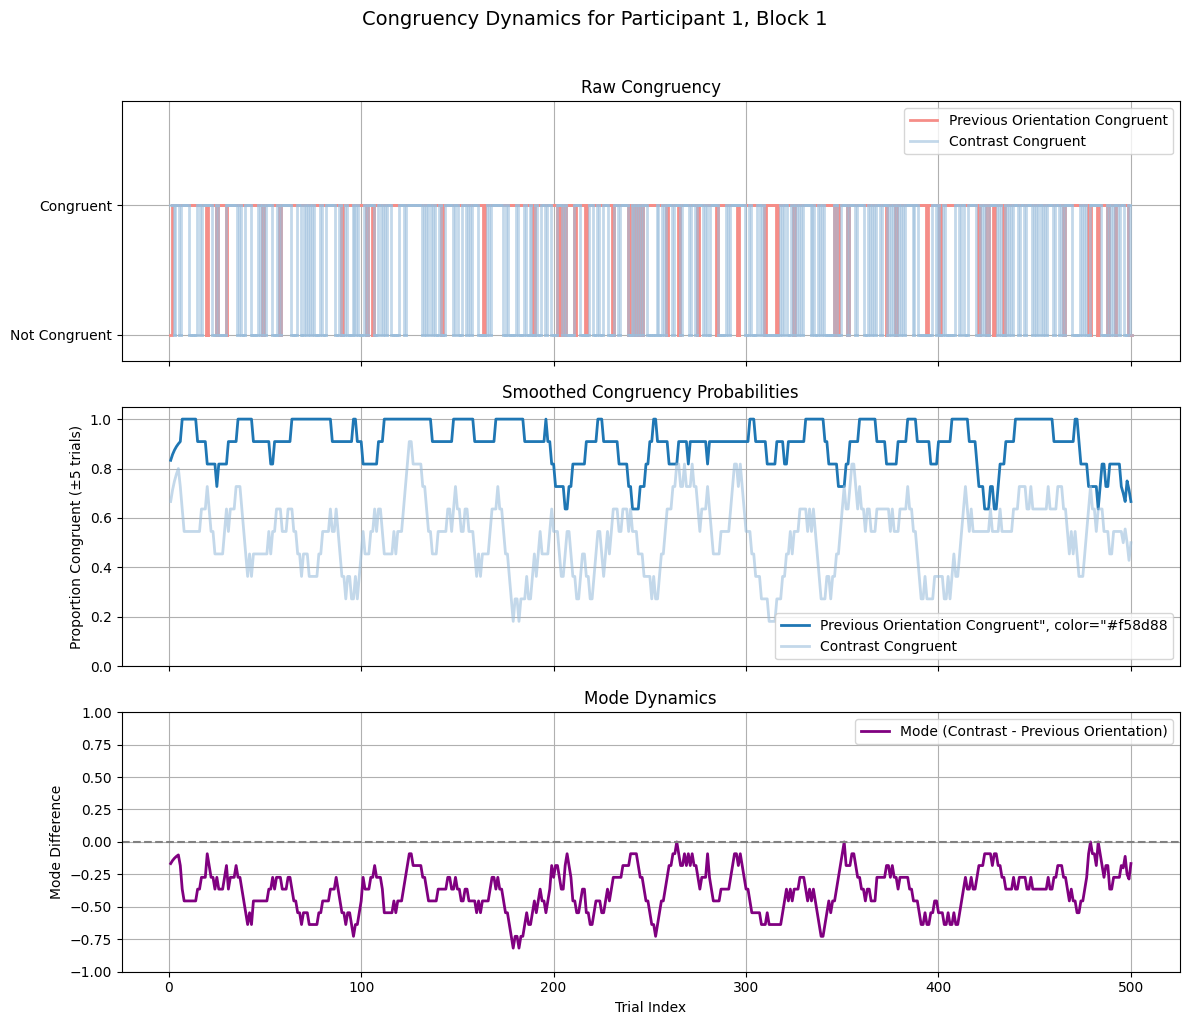 Congruency Dynamics for Participant 1, Block 1
Raw Congruency
Previous Orientation Congruent
Contrast Congruent
Congruent
Not Congruent
Smoothed Congruency Probabilities
Proportion Congruent (±5 trials)
1.0
0.8
0.6
0.4
0.2
0.0
Previous Orientation Congruent", color="#f58d88
Contrast Congruent
Mode Dynamics
Mode Difference
1.00
0.75
0.50
0.25
0.00
−0.25
−0.50
−0.75
−1.00
Mode (Contrast - Previous Orientation)
0 100 200 300 400 500
Trial Index